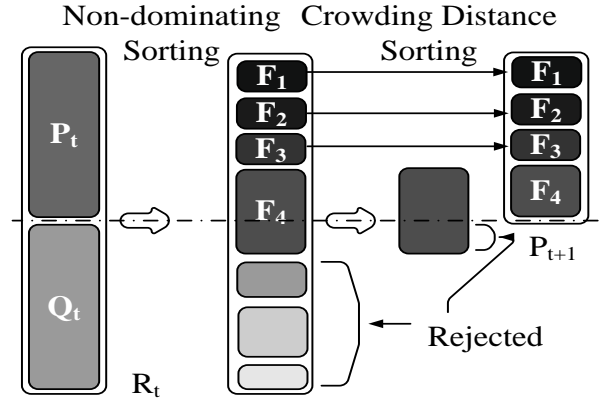 Non-dominating Sorting
Crowding Distance Sorting
P_t
Q_t
R_t
F_1
F_2
F_3
F_4
F_1
F_2
F_3
F_4
P_{t+1}
Rejected